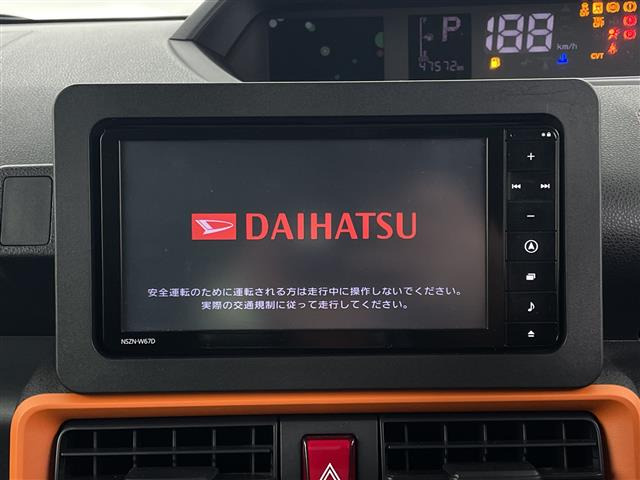 P
188
km/h
47572
CVT
DAIHATSU
安全運転のために運転される方は走行中に操作しないでください。
実際の交通規制に従って走行してください。
NSZN-W67D